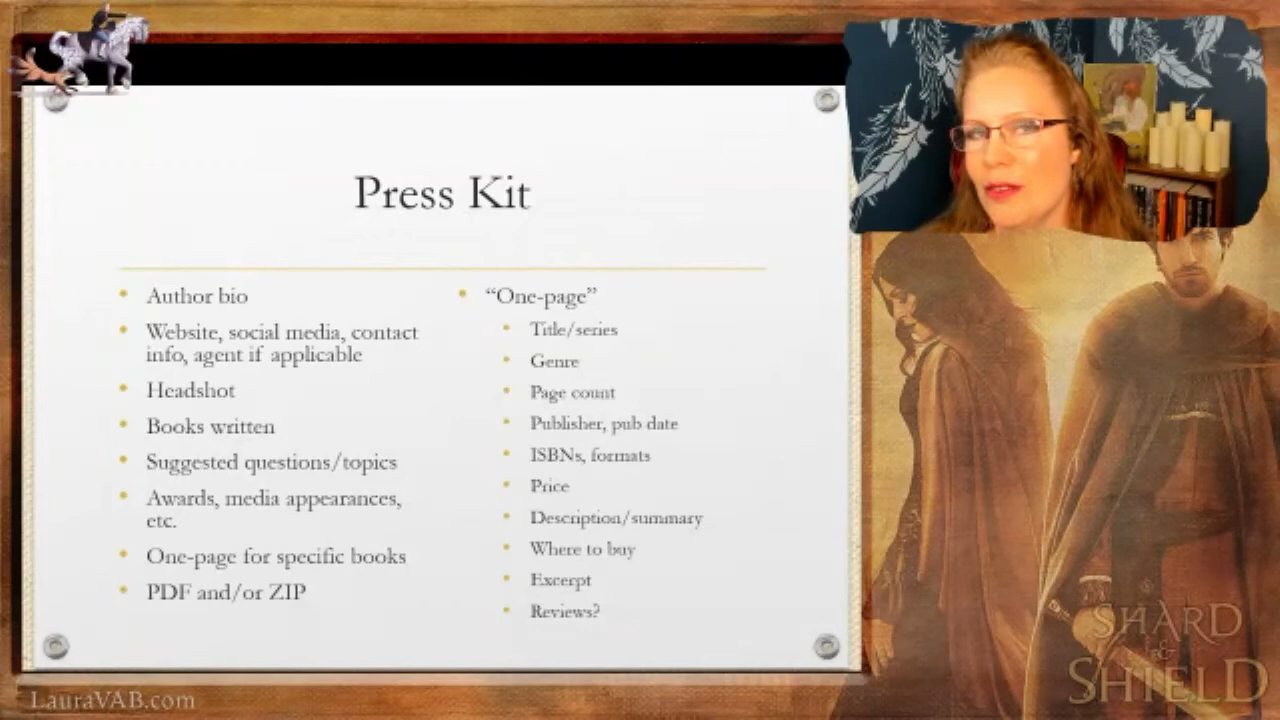 Press Kit
Author bio
Website, social media, contact
info, agent if applicable
Headshot
Books written
Suggested questions/topics
Awards, media appearances,
etc.
One-page for specific books
PDF and/or ZIP
“One-page”
Title/series
Genre
Page count
Publisher, pub date
ISBNs, formats
Price
Description/summary
Where to buy
Excerpt
Reviews?
LauraVAB.com
SHARD
&
SHIELD